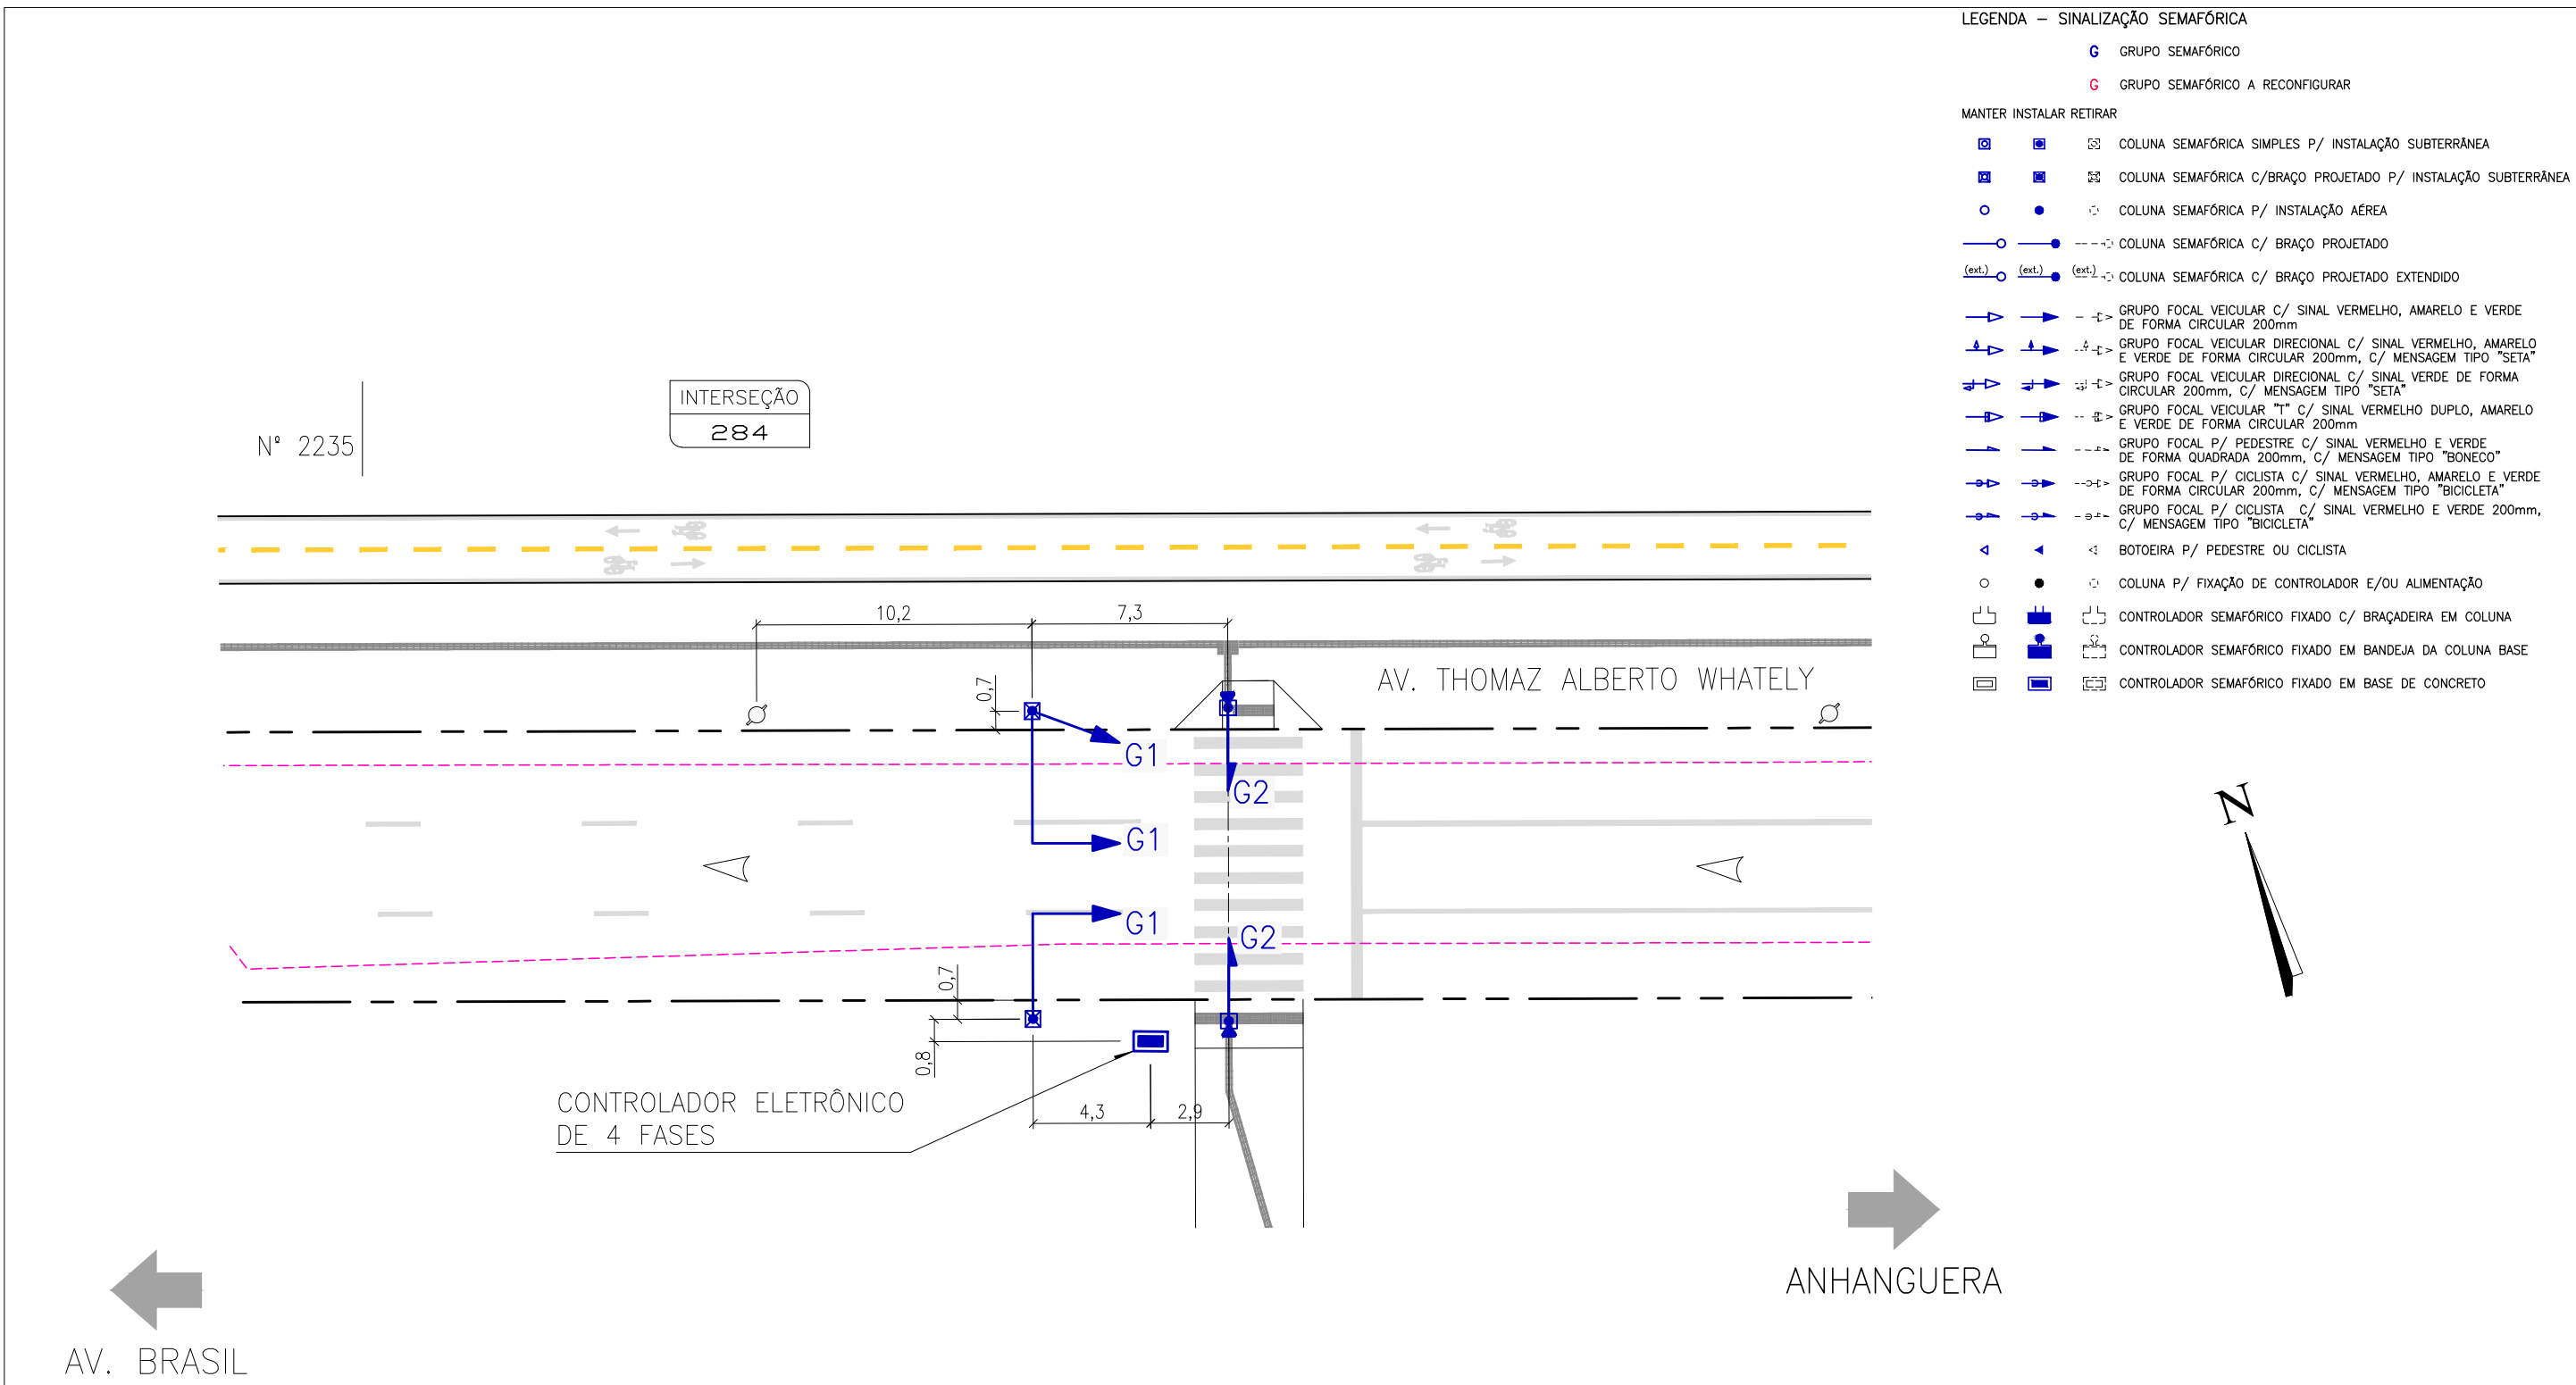 LEGENDA – SINALIZAÇÃO SEMAFÓRICA
G GRUPO SEMAFÓRICO
G GRUPO SEMAFÓRICO A RECONFIGURAR
MANTER INSTALAR RETIRAR
COLUNA SEMAFÓRICA SIMPLES P/ INSTALAÇÃO SUBTERRÂNEA
COLUNA SEMAFÓRICA C/BRAÇO PROJETADO P/ INSTALAÇÃO SUBTERRÂNEA
COLUNA SEMAFÓRICA P/ INSTALAÇÃO AÉREA
COLUNA SEMAFÓRICA C/ BRAÇO PROJETADO
(ext.) (ext.) (ext.) COLUNA SEMAFÓRICA C/ BRAÇO PROJETADO EXTENDIDO
GRUPO FOCAL VEICULAR C/ SINAL VERMELHO, AMARELO E VERDE
DE FORMA CIRCULAR 200mm
GRUPO FOCAL VEICULAR DIRECIONAL C/ SINAL VERMELHO, AMARELO
E VERDE DE FORMA CIRCULAR 200mm, C/ MENSAGEM TIPO "SETA"
GRUPO FOCAL VEICULAR DIRECIONAL C/ SINAL VERDE DE FORMA
CIRCULAR 200mm, C/ MENSAGEM TIPO "SETA"
GRUPO FOCAL VEICULAR "T" C/ SINAL VERMELHO DUPLO, AMARELO
E VERDE DE FORMA CIRCULAR 200mm
GRUPO FOCAL P/ PEDESTRE C/ SINAL VERMELHO E VERDE
DE FORMA QUADRADA 200mm, C/ MENSAGEM TIPO "BONECO"
GRUPO FOCAL P/ CICLISTA C/ SINAL VERMELHO, AMARELO E VERDE
DE FORMA CIRCULAR 200mm, C/ MENSAGEM TIPO "BICICLETA"
GRUPO FOCAL P/ CICLISTA C/ SINAL VERMELHO E VERDE 200mm,
C/ MENSAGEM TIPO "BICICLETA"
BOTOEIRA P/ PEDESTRE OU CICLISTA
COLUNA P/ FIXAÇÃO DE CONTROLADOR E/OU ALIMENTAÇÃO
CONTROLADOR SEMAFÓRICO FIXADO C/ BRAÇADEIRA EM COLUNA
CONTROLADOR SEMAFÓRICO FIXADO EM BANDEJA DA COLUNA BASE
CONTROLADOR SEMAFÓRICO FIXADO EM BASE DE CONCRETO
INTERSEÇÃO
284
Nº 2235
10,2
7,3
0,7
AV. THOMAZ ALBERTO WHATELY
G1
G2
G1
G1
G2
0,7
0,8
4,3
2,9
CONTROLADOR ELETRÔNICO
DE 4 FASES
N
ANHANGUERA
AV. BRASIL